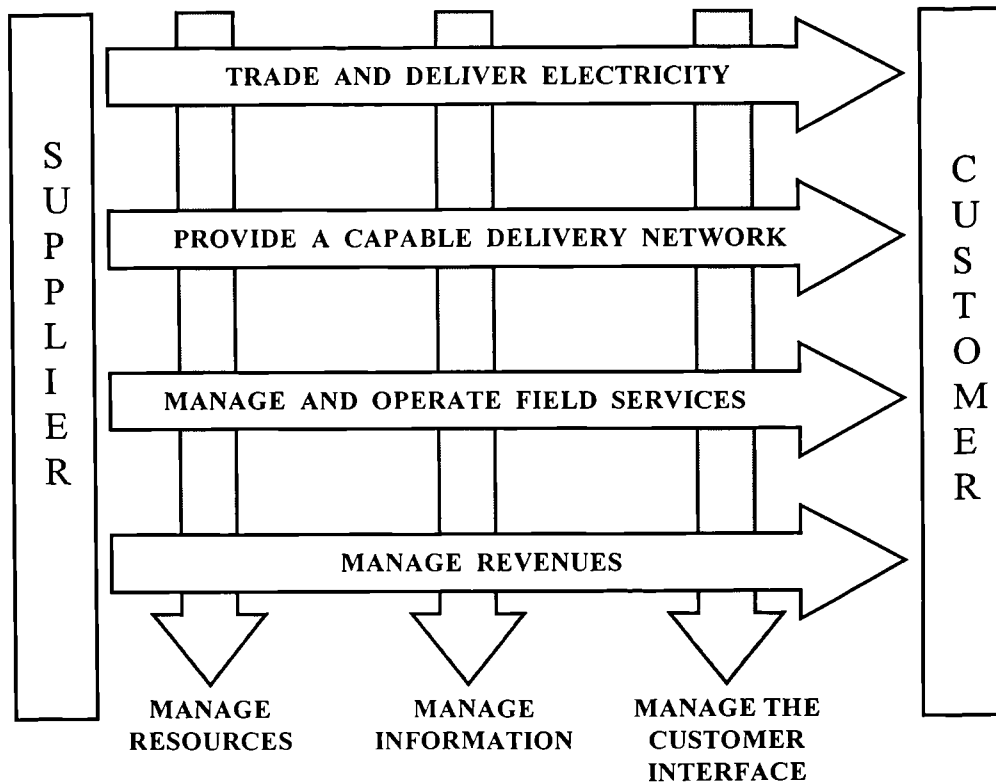 SUPPLIER
TRADE AND DELIVER ELECTRICITY
PROVIDE A CAPABLE DELIVERY NETWORK
MANAGE AND OPERATE FIELD SERVICES
MANAGE REVENUES
CUSTOMER
MANAGE
RESOURCES
MANAGE
INFORMATION
MANAGE THE
CUSTOMER
INTERFACE